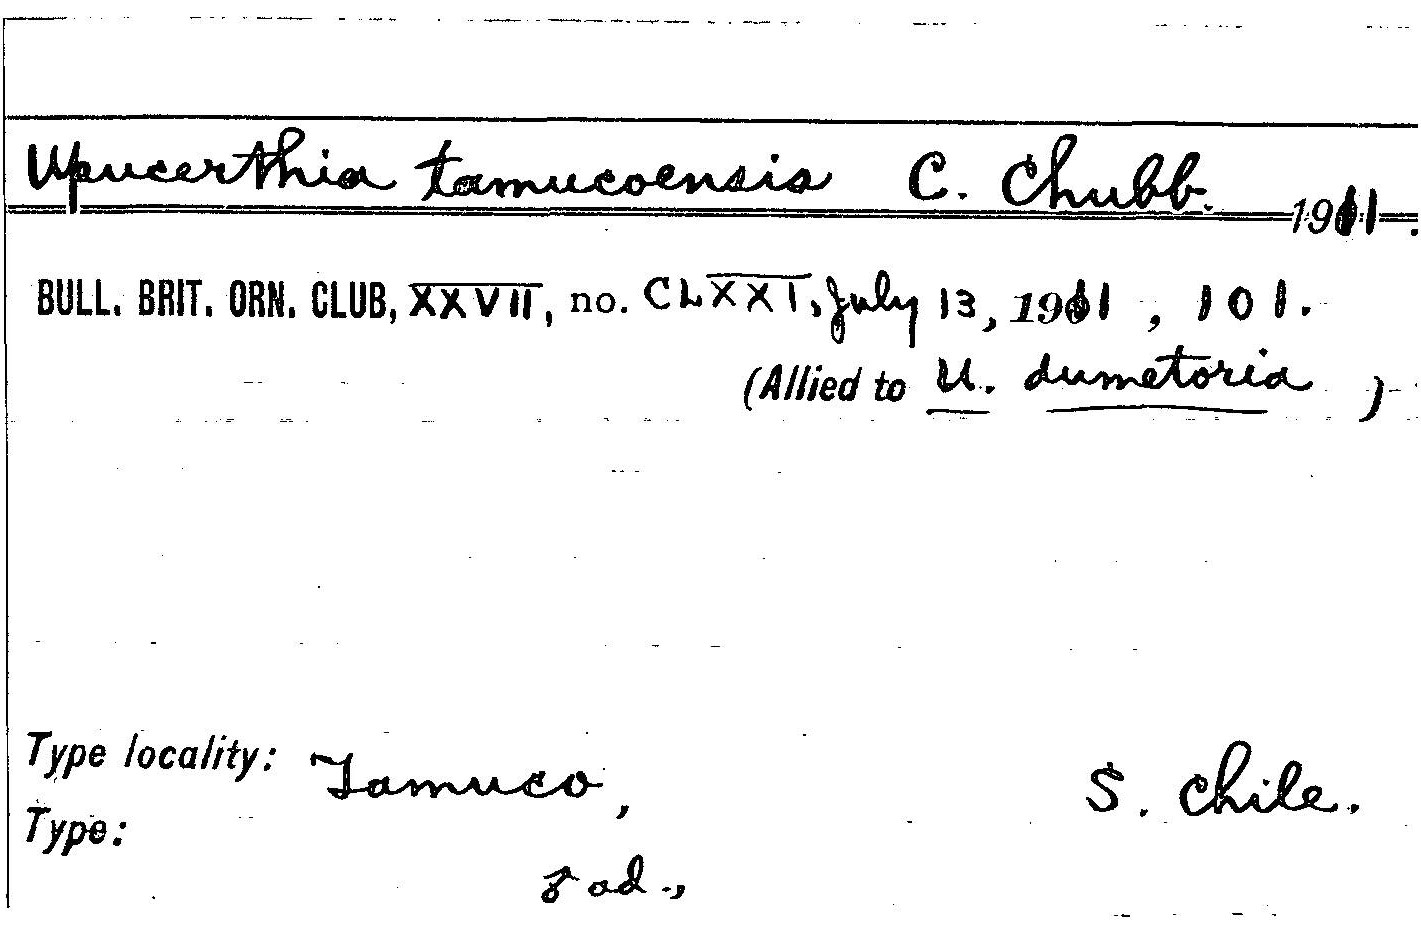 Upucerthia tamucoensis C. Chubb. 1911.
BULL. BRIT. ORN. CLUB, XXVII, no. CLXXI, July 13, 1911, 101.
(Allied to U. dumetoria )
Type locality: Tamuco, S. Chile.
Type:
♂ ad.,